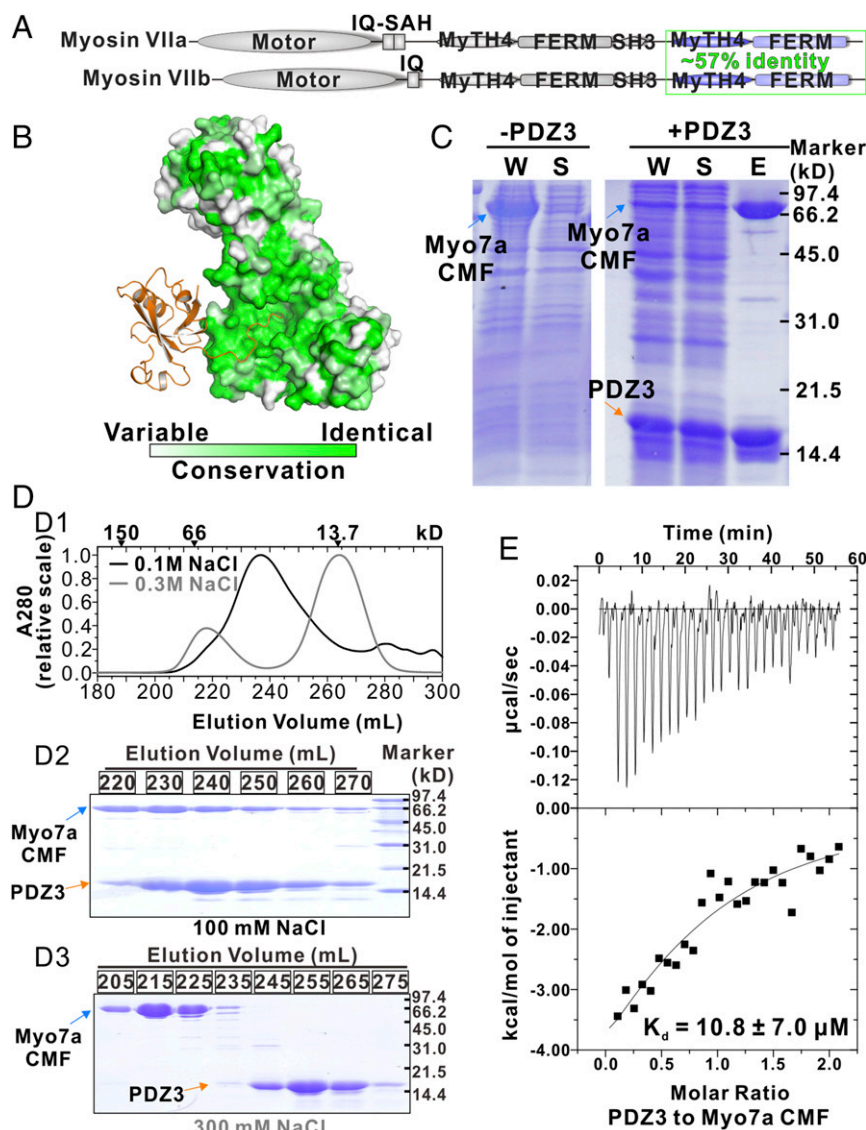 A
IQ-SAH
Myosin VIIa Motor MyTH4 FERM SH3 MyTH4 FERM
IQ ~57% identity
Myosin VIIb Motor MyTH4 FERM SH3 MyTH4 FERM
B
Variable Identical
Conservation
C
-PDZ3 +PDZ3 Marker
W S W S E (kD)
Myo7a CMF
Myo7a CMF
PDZ3
97.4
66.2
45.0
31.0
21.5
14.4
D
D1
150 66 13.7 kD
0.1M NaCl
0.3M NaCl
A280
(relative scale)
1.0
0.8
0.6
0.4
0.2
0.0
180 200 220 240 260 280 300
Elution Volume (mL)
D2
Elution Volume (mL) Marker
220 230 240 250 260 270 (kD)
Myo7a CMF
PDZ3
97.4
66.2
45.0
31.0
21.5
14.4
100 mM NaCl
D3
Elution Volume (mL)
205 215 225 235 245 255 265 275
Myo7a CMF
PDZ3
97.4
66.2
45.0
31.0
21.5
14.4
300 mM NaCl
E
Time (min)
0 10 20 30 40 50 60
0.02
0.00
-0.02
-0.04
-0.06
-0.08
-0.10
-0.12
µcal/sec
0.00
-1.00
-2.00
-3.00
-4.00
kcal/mol of injectant
Kd = 10.8 ± 7.0 µM
0.0 0.5 1.0 1.5 2.0
Molar Ratio
PDZ3 to Myo7a CMF